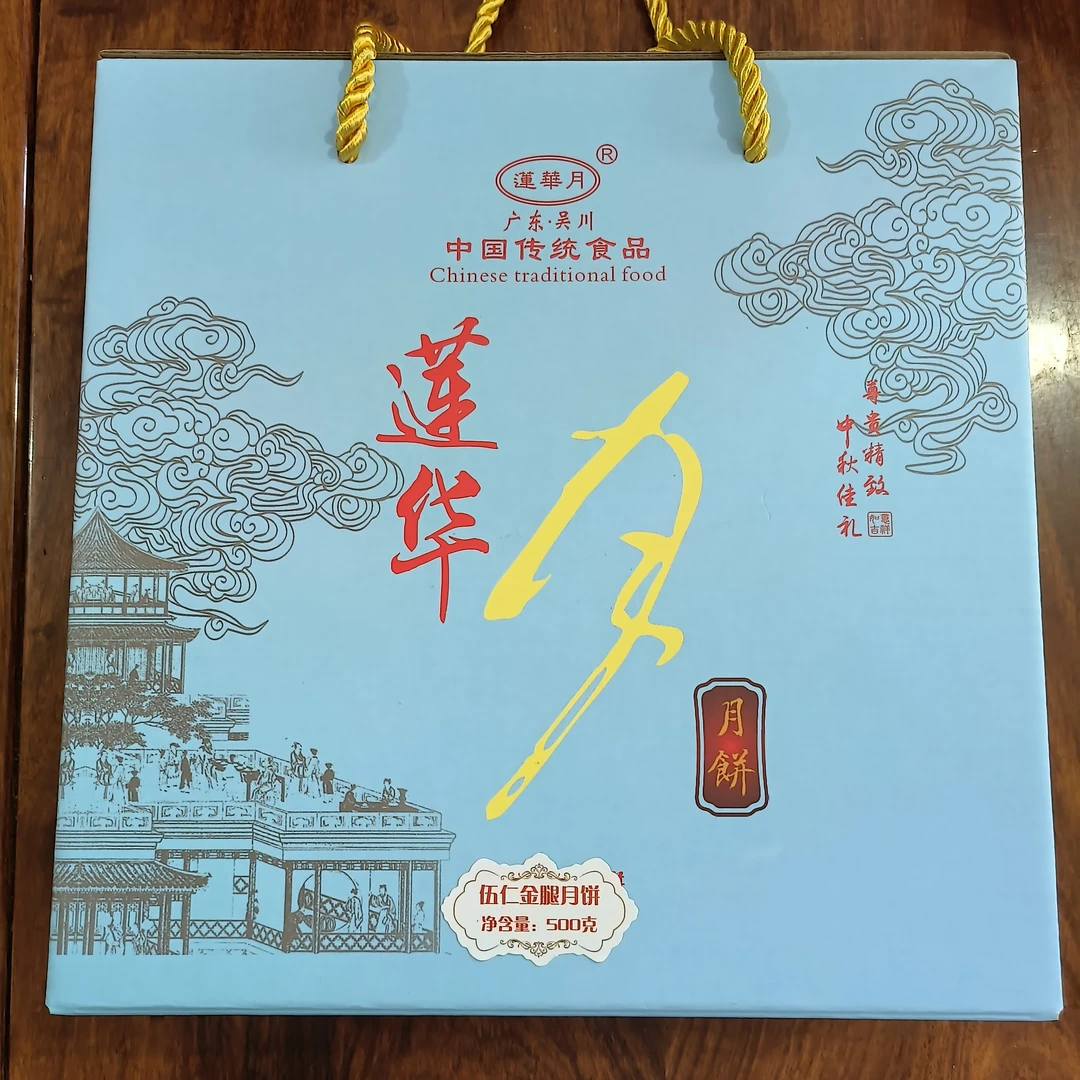 蓮華月
®
广东·吴川
中国传统食品
Chinese traditional food
莲华月
尊贵精致
中秋佳礼
月餅
伍仁金腿月饼
净含量：500克